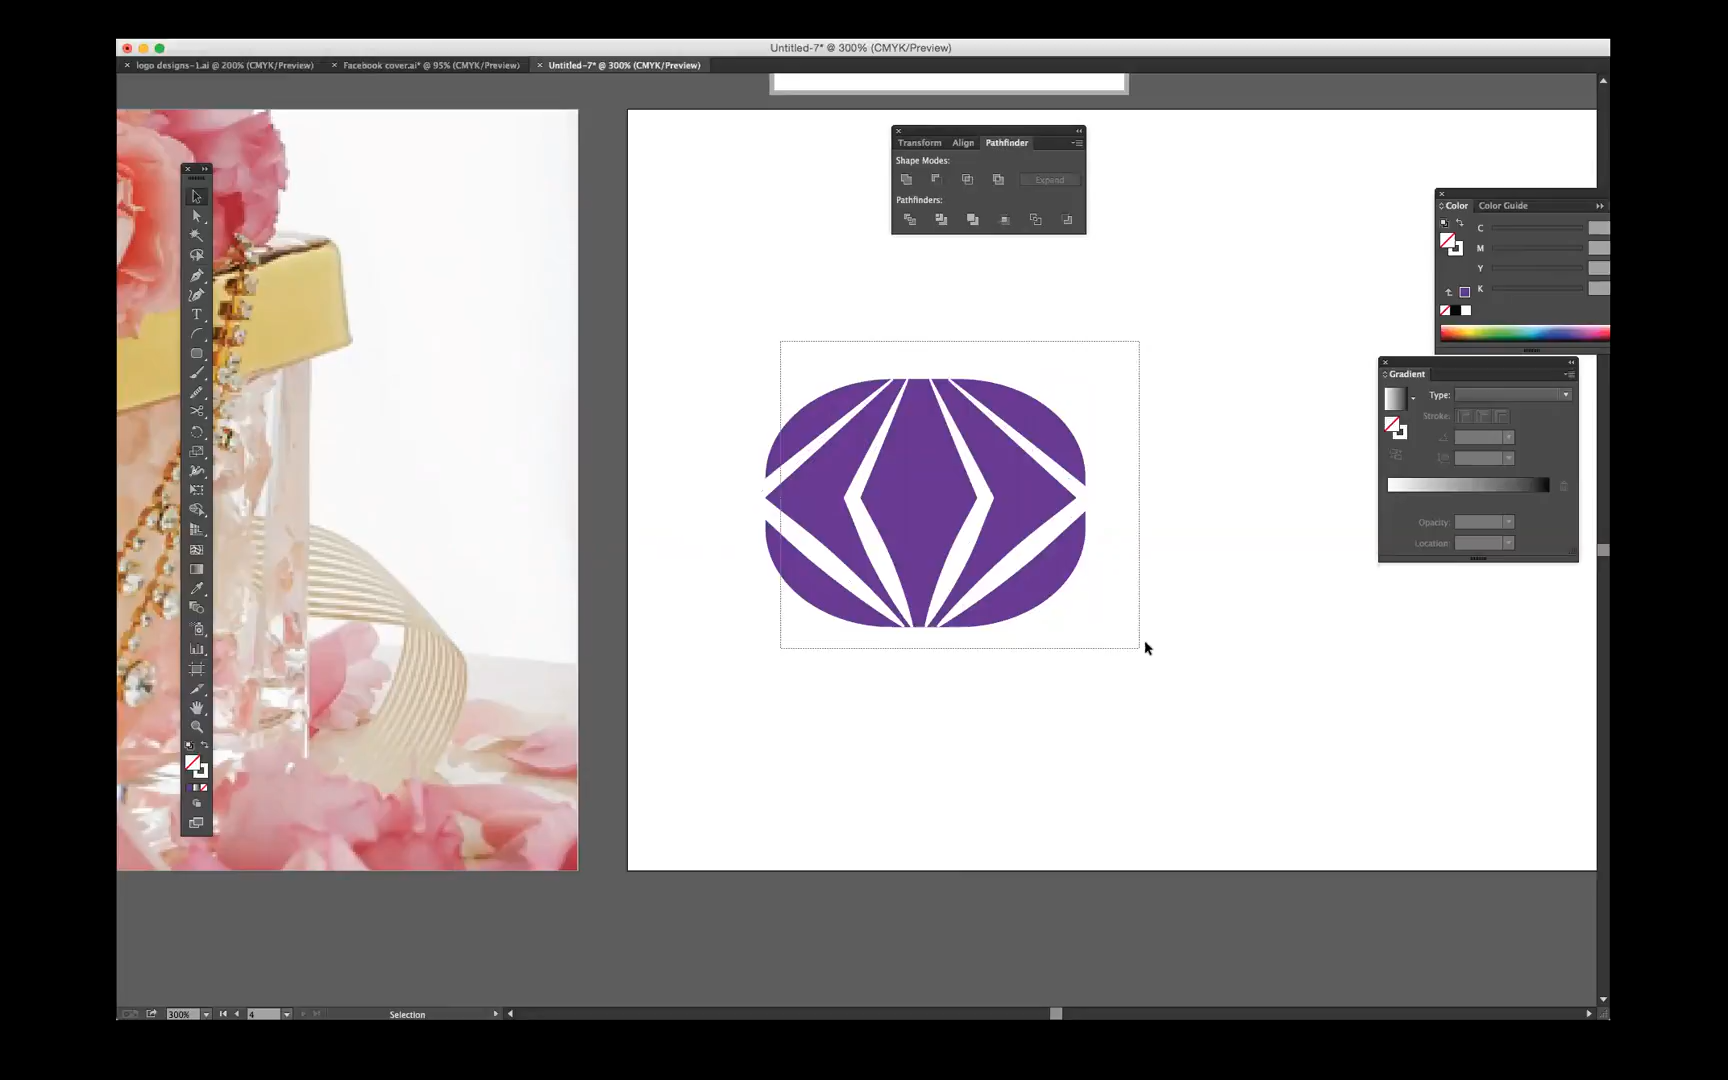 Untitled-7* @ 300% (CMYK/Preview)
logo designs-1.ai @ 200% (CMYK/Preview)
Facebook cover.ai* @ 95% (CMYK/Preview)
Untitled-7* @ 300% (CMYK/Preview)
Transform Align Pathfinder
Shape Modes:
Expand
Pathfinders:
Color Color Guide
C
M
Y
K
Gradient
Type:
Stroke:
Opacity:
Location:
T
300%
4
Selection